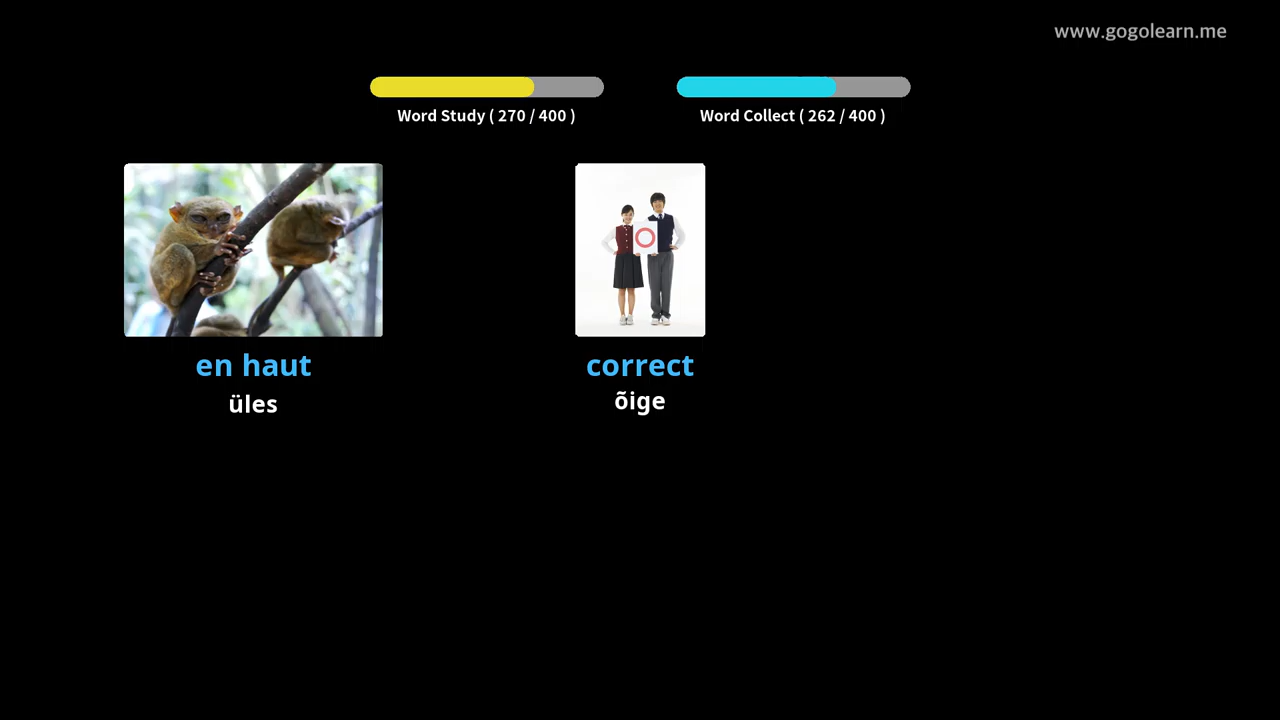 www.gogolearn.me
Word Study ( 270 / 400 )
Word Collect ( 262 / 400 )
en haut
üles
correct
õige